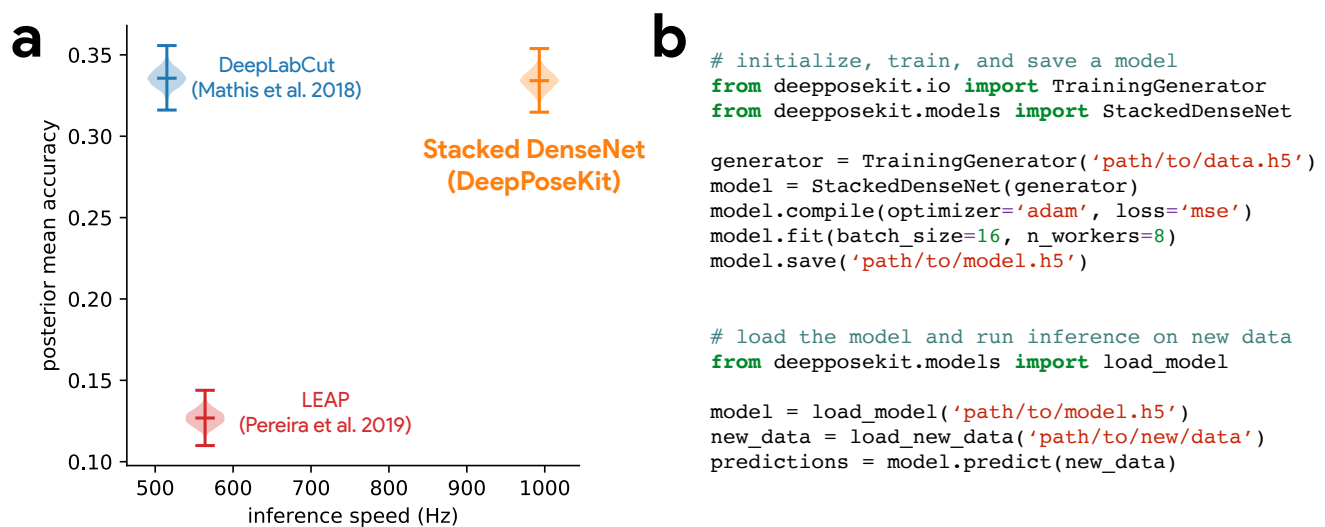 a
0.35
0.30
0.25
0.20
0.15
0.10
posterior mean accuracy
DeepLabCut
(Mathis et al. 2018)
Stacked DenseNet
(DeepPoseKit)
LEAP
(Pereira et al. 2019)
500 600 700 800 900 1000
inference speed (Hz)
b
# initialize, train, and save a model
from deepposekit.io import TrainingGenerator
from deepposekit.models import StackedDenseNet
generator = TrainingGenerator(‘path/to/data.h5’)
model = StackedDenseNet(generator)
model.compile(optimizer=‘adam’, loss=‘mse’)
model.fit(batch_size=16, n_workers=8)
model.save(‘path/to/model.h5’)
# load the model and run inference on new data
from deepposekit.models import load_model
model = load_model(‘path/to/model.h5’)
new_data = load_new_data(‘path/to/new/data’)
predictions = model.predict(new_data)